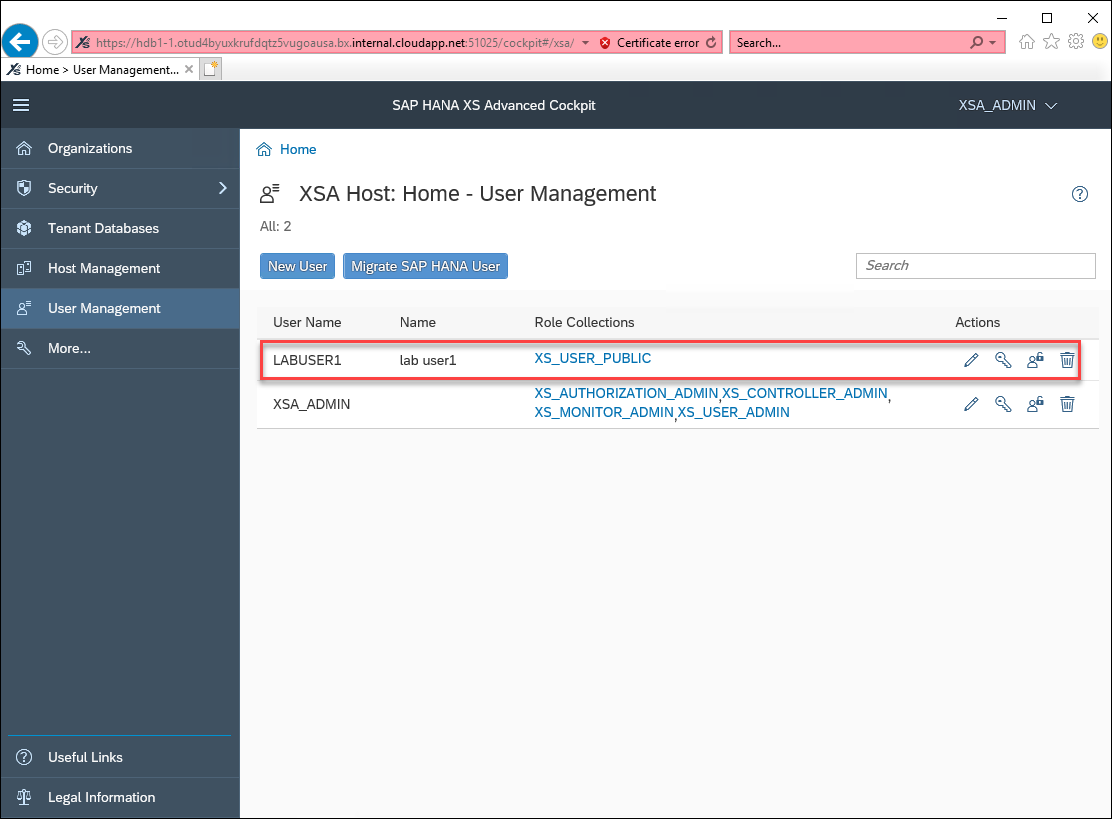 https://hdb1-1.otud4byuxkrufdqtz5vugoausa.bx.internal.cloudapp.net:51025/cockpit#/xsa/ Certificate error Search...
Home > User Management...
SAP HANA XS Advanced Cockpit XSA_ADMIN
Organizations
Security
Tenant Databases
Host Management
User Management
More...
Useful Links
Legal Information
Home
XSA Host: Home - User Management
All: 2
New User Migrate SAP HANA User Search
User Name Name Role Collections Actions
LABUSER1 lab user1 XS_USER_PUBLIC
XSA_ADMIN XS_AUTHORIZATION_ADMIN,XS_CONTROLLER_ADMIN,
XS_MONITOR_ADMIN,XS_USER_ADMIN